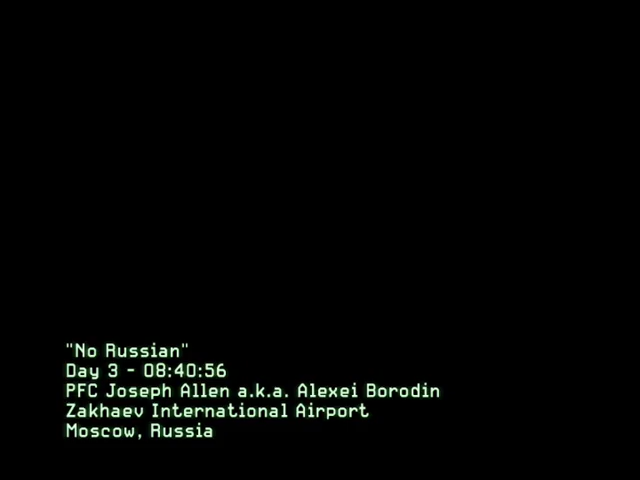 "No Russian"
Day 3 - 08:40:56
PFC Joseph Allen a.k.a. Alexei Borodin
Zakhaev International Airport
Moscow, Russia